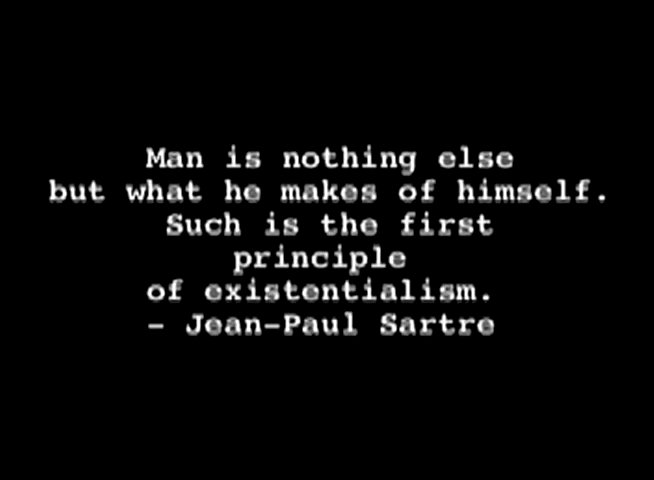 Man is nothing else
but what he makes of himself.
Such is the first
principle
of existentialism.
- Jean-Paul Sartre